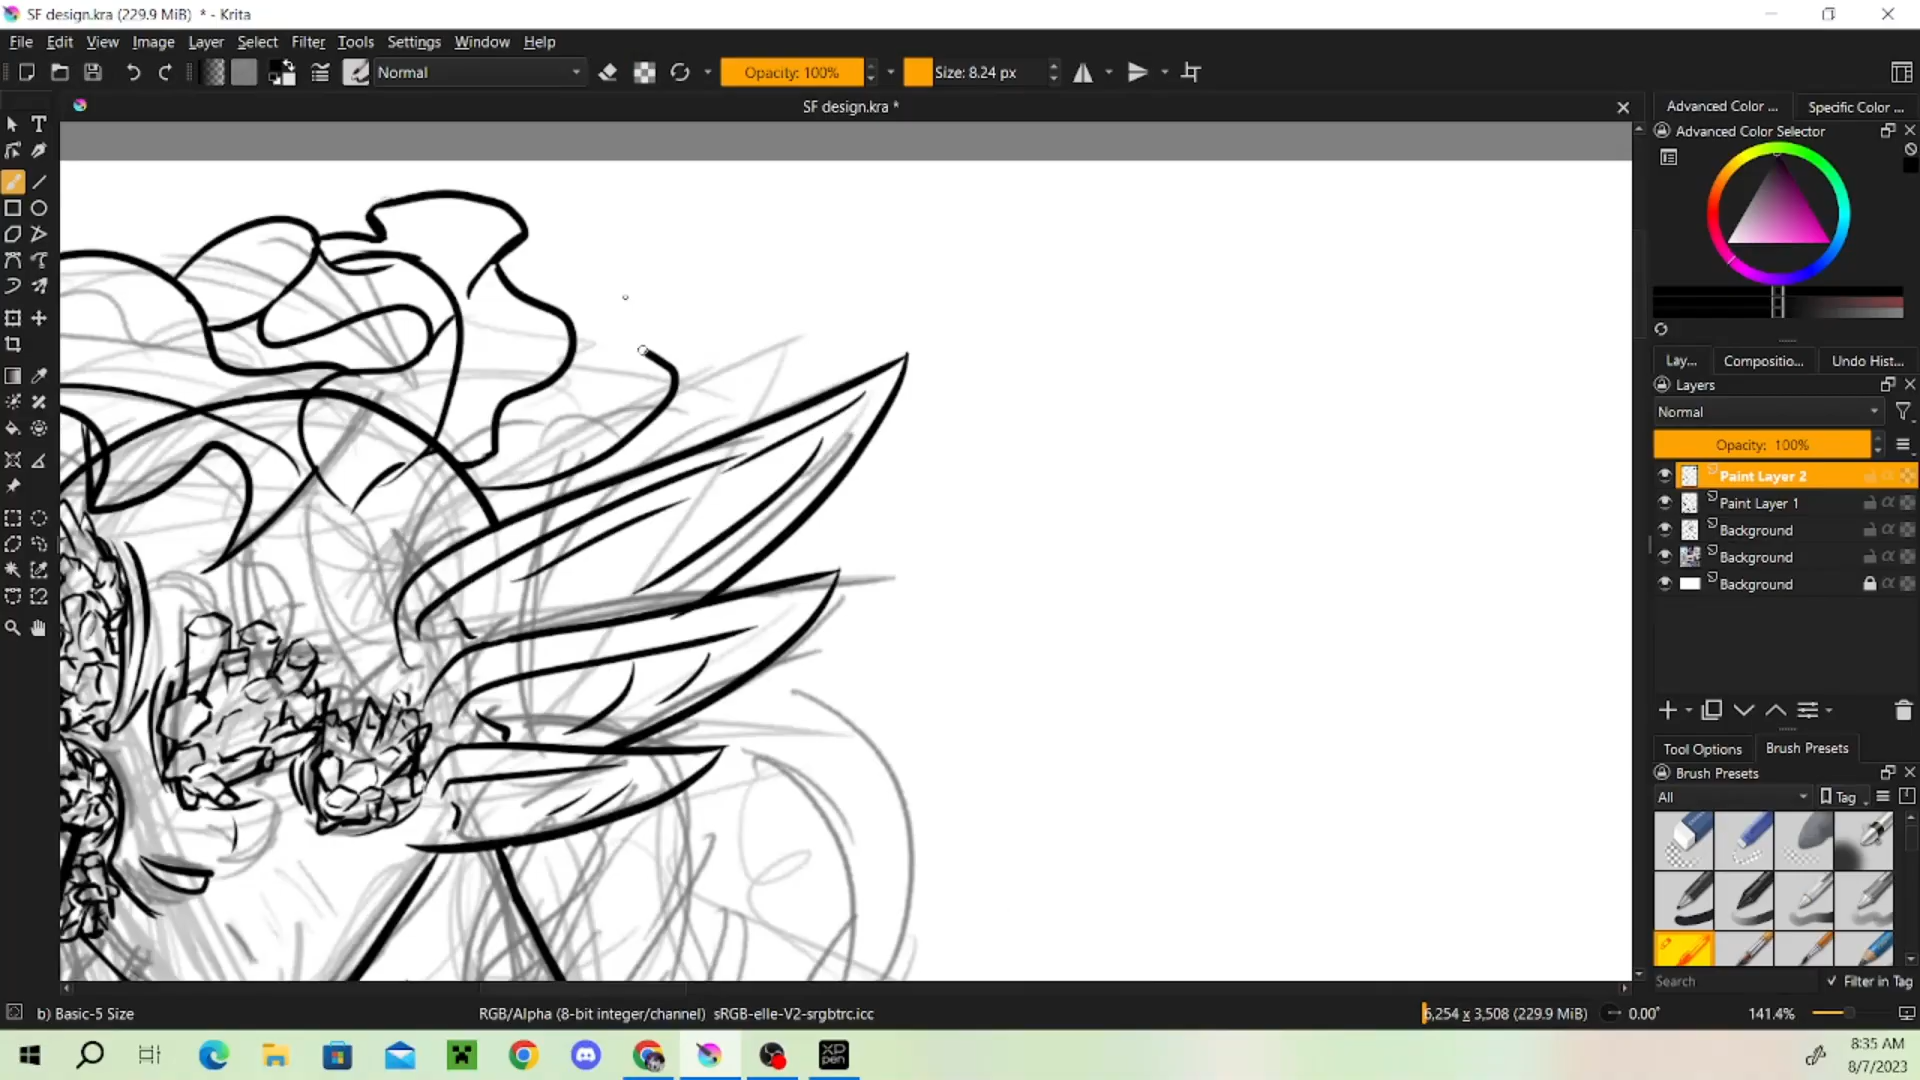 SF design.kra (229.9 MiB) * - Krita
File Edit View Image Layer Select Filter Tools Settings Window Help
Normal Opacity: 100% Size: 8.24 px
SF design.kra *
Advanced Color ... Specific Color ...
Advanced Color Selector
Lay... Compositio... Undo Hist...
Layers
Normal
Opacity: 100%
Paint Layer 2
Paint Layer 1
Background
Background
Background
Tool Options Brush Presets
Brush Presets
All Tag
Search Filter in Tag
b) Basic-5 Size RGB/Alpha (8-bit integer/channel) sRGB-elle-V2-srgbtrc.icc 6,254 x 3,508 (229.9 MiB) 0.00° 141.4%
XP
pen
8:35 AM
8/7/2023